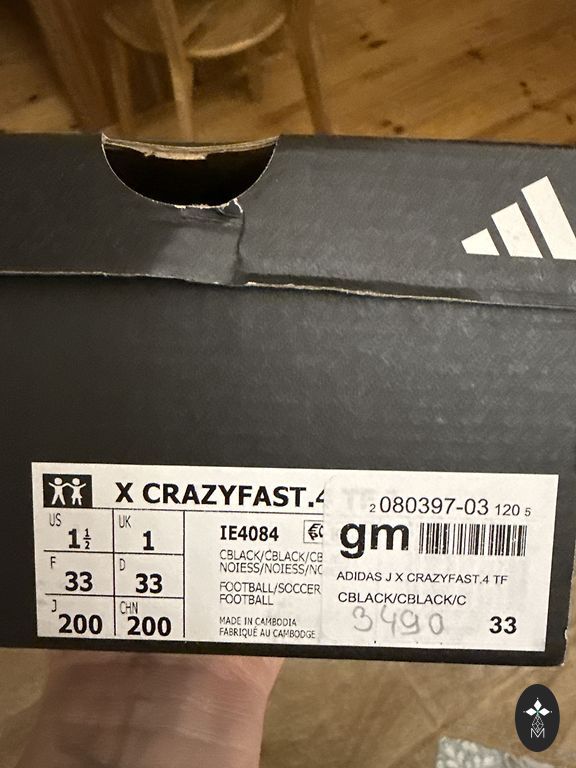 X CRAZYFAST.4 TF
US
1½
UK
1
F
33
D
33
J
200
CHN
200
IE4084
CBLACK/CBLACK/CB
NOIESS/NOIESS/NO
FOOTBALL/SOCCER
FOOTBALL
MADE IN CAMBODIA
FABRIQUÉ AU CAMBODGE
2 080397-03 120 5
gm
ADIDAS J X CRAZYFAST.4 TF
CBLACK/CBLACK/C
3490
33